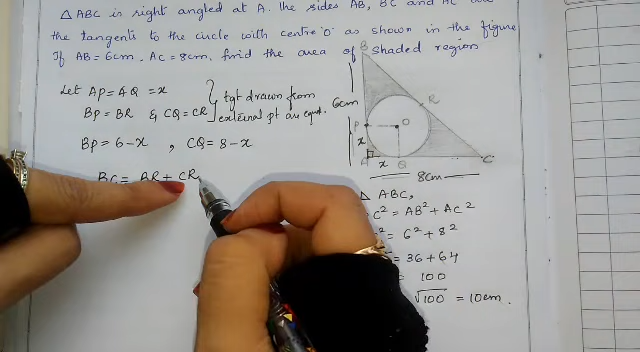 △ ABC is right angled at A. The sides AB, BC and AC
the tangents to the circle with centre 'O' as shown in the figure
If AB = 6cm, AC = 8cm, find the area of shaded region
Let AP = AQ = x
BP = BR & CQ = CR } tgt drawn from external pt are equal.
BP = 6-x , CQ = 8-x
BC = BR + CR
B
6cm
R
P
O
x
A
x
Q
C
8cm
△ ABC,
C² = AB² + AC²
² = 6² + 8²
= 36 + 64
= 100
√100 = 10cm.